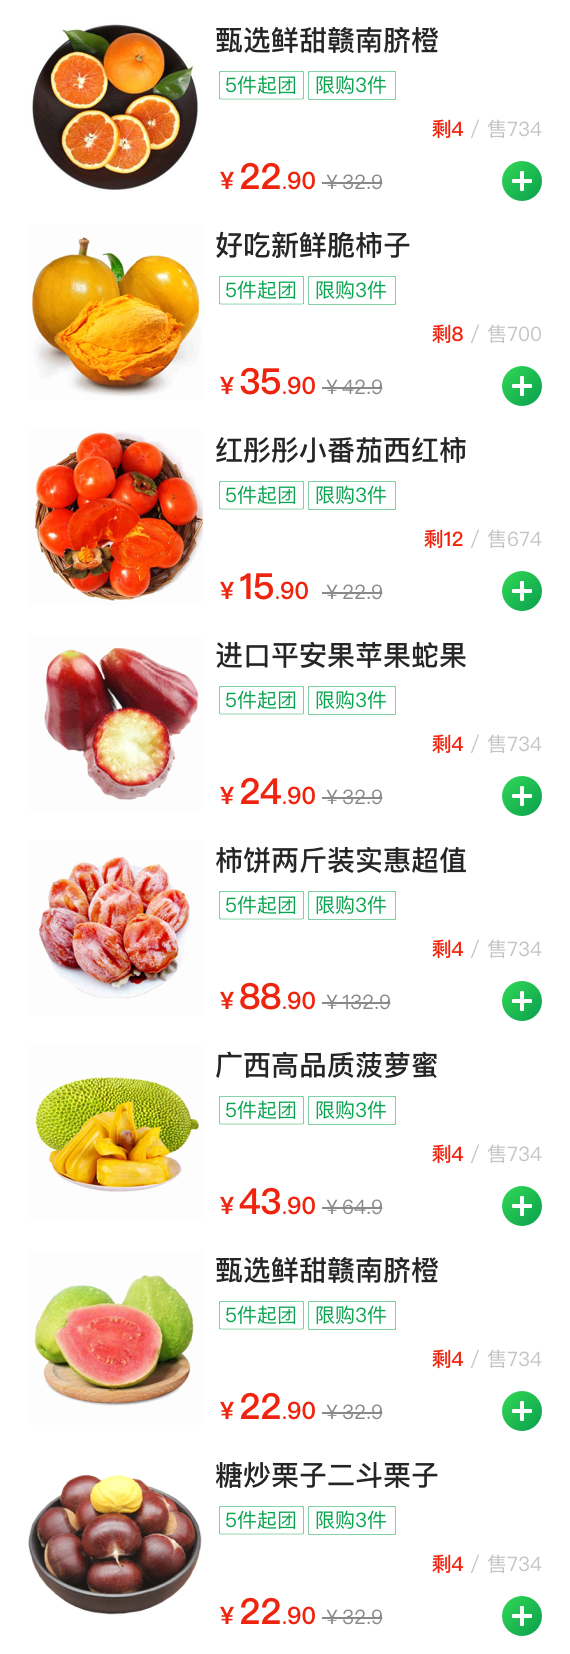 甄选鲜甜赣南脐橙
5件起团 限购3件
剩4 / 售734
¥22.90 ¥32.9
好吃新鲜脆柿子
5件起团 限购3件
剩8 / 售700
¥35.90 ¥42.9
红彤彤小番茄西红柿
5件起团 限购3件
剩12 / 售674
¥15.90 ¥22.9
进口平安果苹果蛇果
5件起团 限购3件
剩4 / 售734
¥24.90 ¥32.9
柿饼两斤装实惠超值
5件起团 限购3件
剩4 / 售734
¥88.90 ¥132.9
广西高品质菠萝蜜
5件起团 限购3件
剩4 / 售734
¥43.90 ¥64.9
甄选鲜甜赣南脐橙
5件起团 限购3件
剩4 / 售734
¥22.90 ¥32.9
糖炒栗子二斗栗子
5件起团 限购3件
剩4 / 售734
¥22.90 ¥32.9